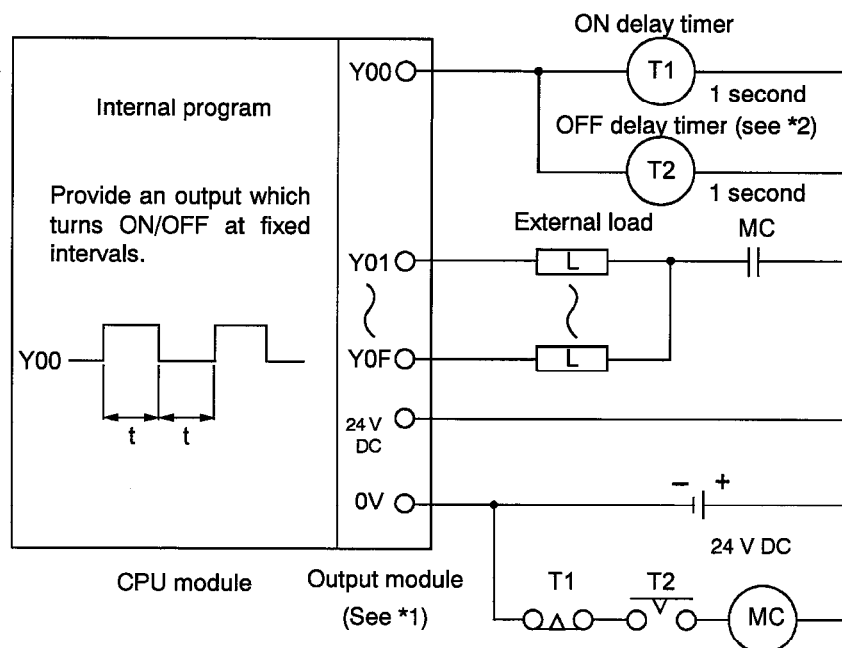 ON delay timer
Y00
T1
1 second
Internal program
OFF delay timer (see *2)
T2
1 second
Provide an output which
turns ON/OFF at fixed
intervals.
External load
MC
Y01
L
Y00
Y0F
L
t
t
24 V
DC
0V
– +
24 V DC
CPU module
Output module
(See *1)
T1
T2
MC